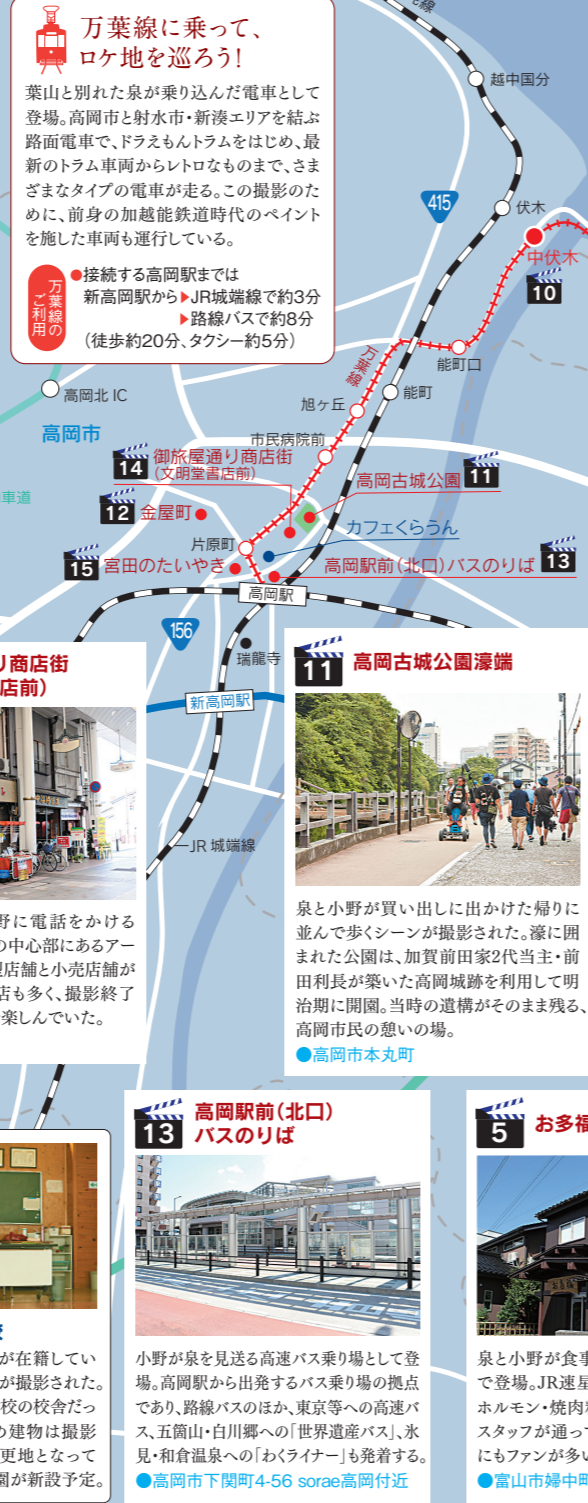 万葉線に乗って、
ロケ地を巡ろう!
葉山と別れた泉が乗り込んだ電車として
登場。高岡市と射水市・新湊エリアを結ぶ
路面電車で、ドラえもんトラムをはじめ、最
新のトラム車両からレトロなものまで、さま
ざまなタイプの電車が走る。この撮影のた
めに、前身の加越能鉄道時代のペイント
を施した車両も運行している。
万葉線の
ご利用
●接続する高岡駅までは
新高岡駅から▶JR城端線で約3分
▶路線バスで約8分
(徒歩約20分、タクシー約5分)
線
越中国分
415
伏木
中伏木
10
能町口
万葉線
能町
高岡北 IC
旭ヶ丘
高岡市
市民病院前
14 御旅屋通り商店街
(文明堂書店前)
高岡古城公園 11
車道
12 金屋町
カフェくらうん
片原町
15 宮田のたいやき
高岡駅前(北口)バスのりば 13
高岡駅
156
瑞龍寺
新高岡駅
JR 城端線
り商店街
店前)
野に電話をかける
の中心部にあるアー
型店舗と小売店舗が
店も多く、撮影終了
楽しんでいた。
11 高岡古城公園濠端
泉と小野が買い出しに出かけた帰りに
並んで歩くシーンが撮影された。濠に囲
まれた公園は、加賀前田家2代当主・前
田利長が築いた高岡城跡を利用して明
治期に開園。当時の遺構がそのまま残る、
高岡市民の憩いの場。
●高岡市本丸町
が在籍してい
が撮影された。
校の校舎だっ
の建物は撮影
更地となって
園が新設予定。
13 高岡駅前(北口)
バスのりば
小野が泉を見送る高速バス乗り場として登
場。高岡駅から出発するバス乗り場の拠点
であり、路線バスのほか、東京等への高速バ
ス、五箇山・白川郷への「世界遺産バス」、氷
見・和倉温泉への「わくライナー」も発着する。
●高岡市下関町4-56 sorae高岡付近
5 お多福
泉と小野が食事
で登場。JR速星
ホルモン・焼肉
スタッフが通って
にもファンが多い
●富山市婦中町